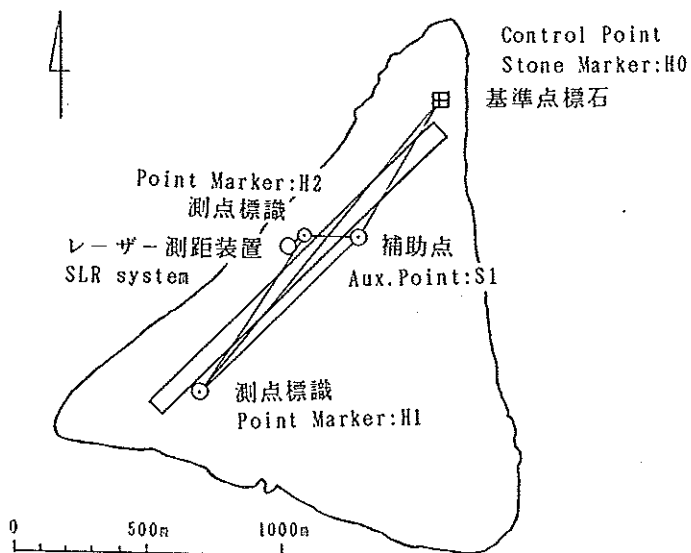 Control Point
Stone Marker:H0
基準点標石
Point Marker:H2
測点標識
レーザー測距装置
SLR system
補助点
Aux.Point:S1
測点標識
Point Marker:H1
0 500m 1000m